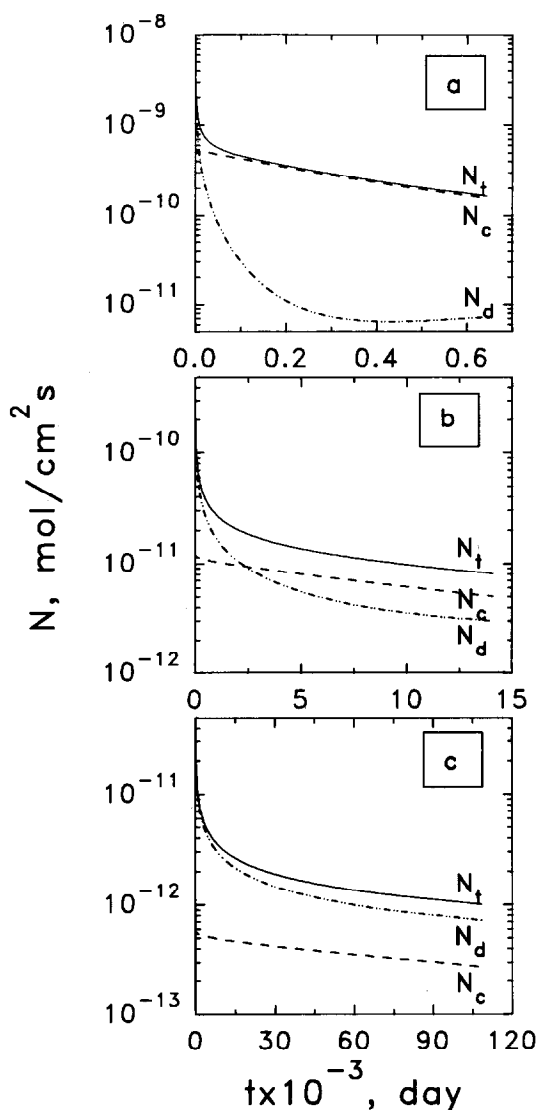 10^-8
a
10^-9
N_t
10^-10
N_c
10^-11
N_d
0.0 0.2 0.4 0.6
b
10^-10
N_t
10^-11
N_c
N_d
10^-12
0 5 10 15
c
10^-11
N_t
10^-12
N_d
N_c
10^-13
0 30 60 90 120
N, mol/cm^2s
tx10^-3, day